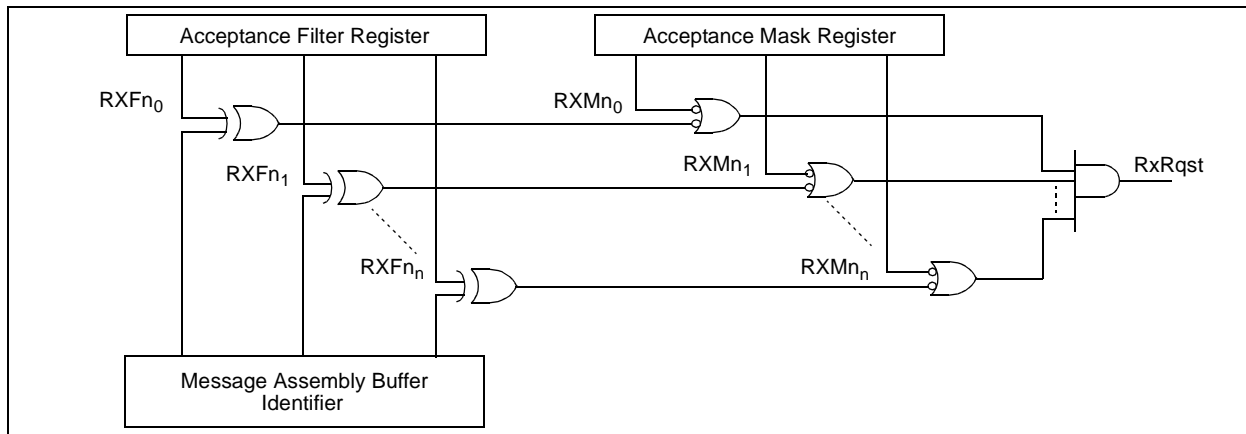 Acceptance Filter Register
Acceptance Mask Register
RXFn₀
RXMn₀
RXFn₁
RXMn₁
RxRqst
RXFnₙ
RXMnₙ
Message Assembly Buffer
Identifier